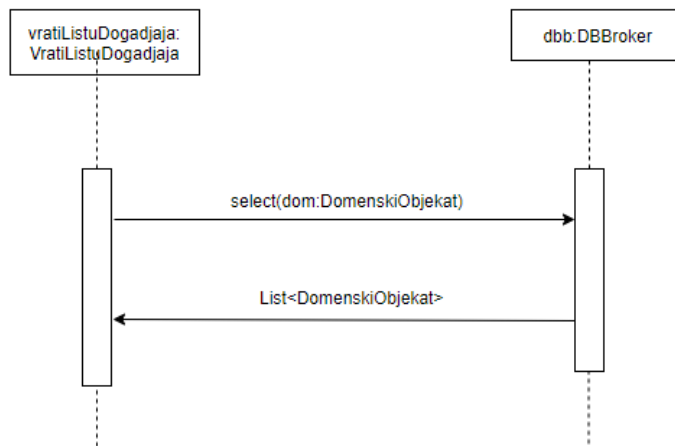 vratiListuDogadjaja:
VratiListuDogadjaja
dbb:DBBroker
select(dom:DomenskiObjekat)
List<DomenskiObjekat>